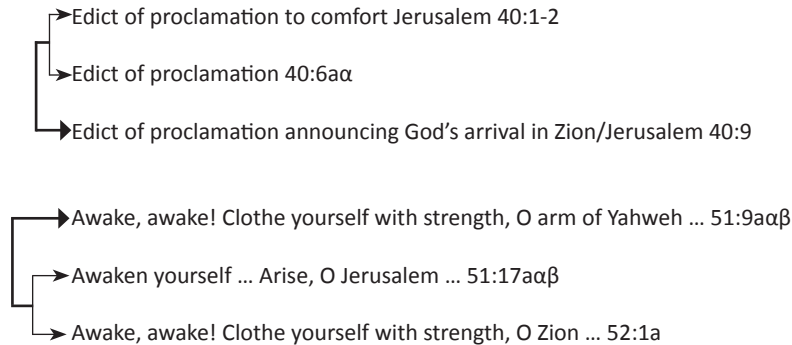 Edict of proclamation to comfort Jerusalem 40:1-2
Edict of proclamation 40:6aα
Edict of proclamation announcing God’s arrival in Zion/Jerusalem 40:9
Awake, awake! Clothe yourself with strength, O arm of Yahweh ... 51:9aαβ
Awaken yourself ... Arise, O Jerusalem ... 51:17aαβ
Awake, awake! Clothe yourself with strength, O Zion ... 52:1a